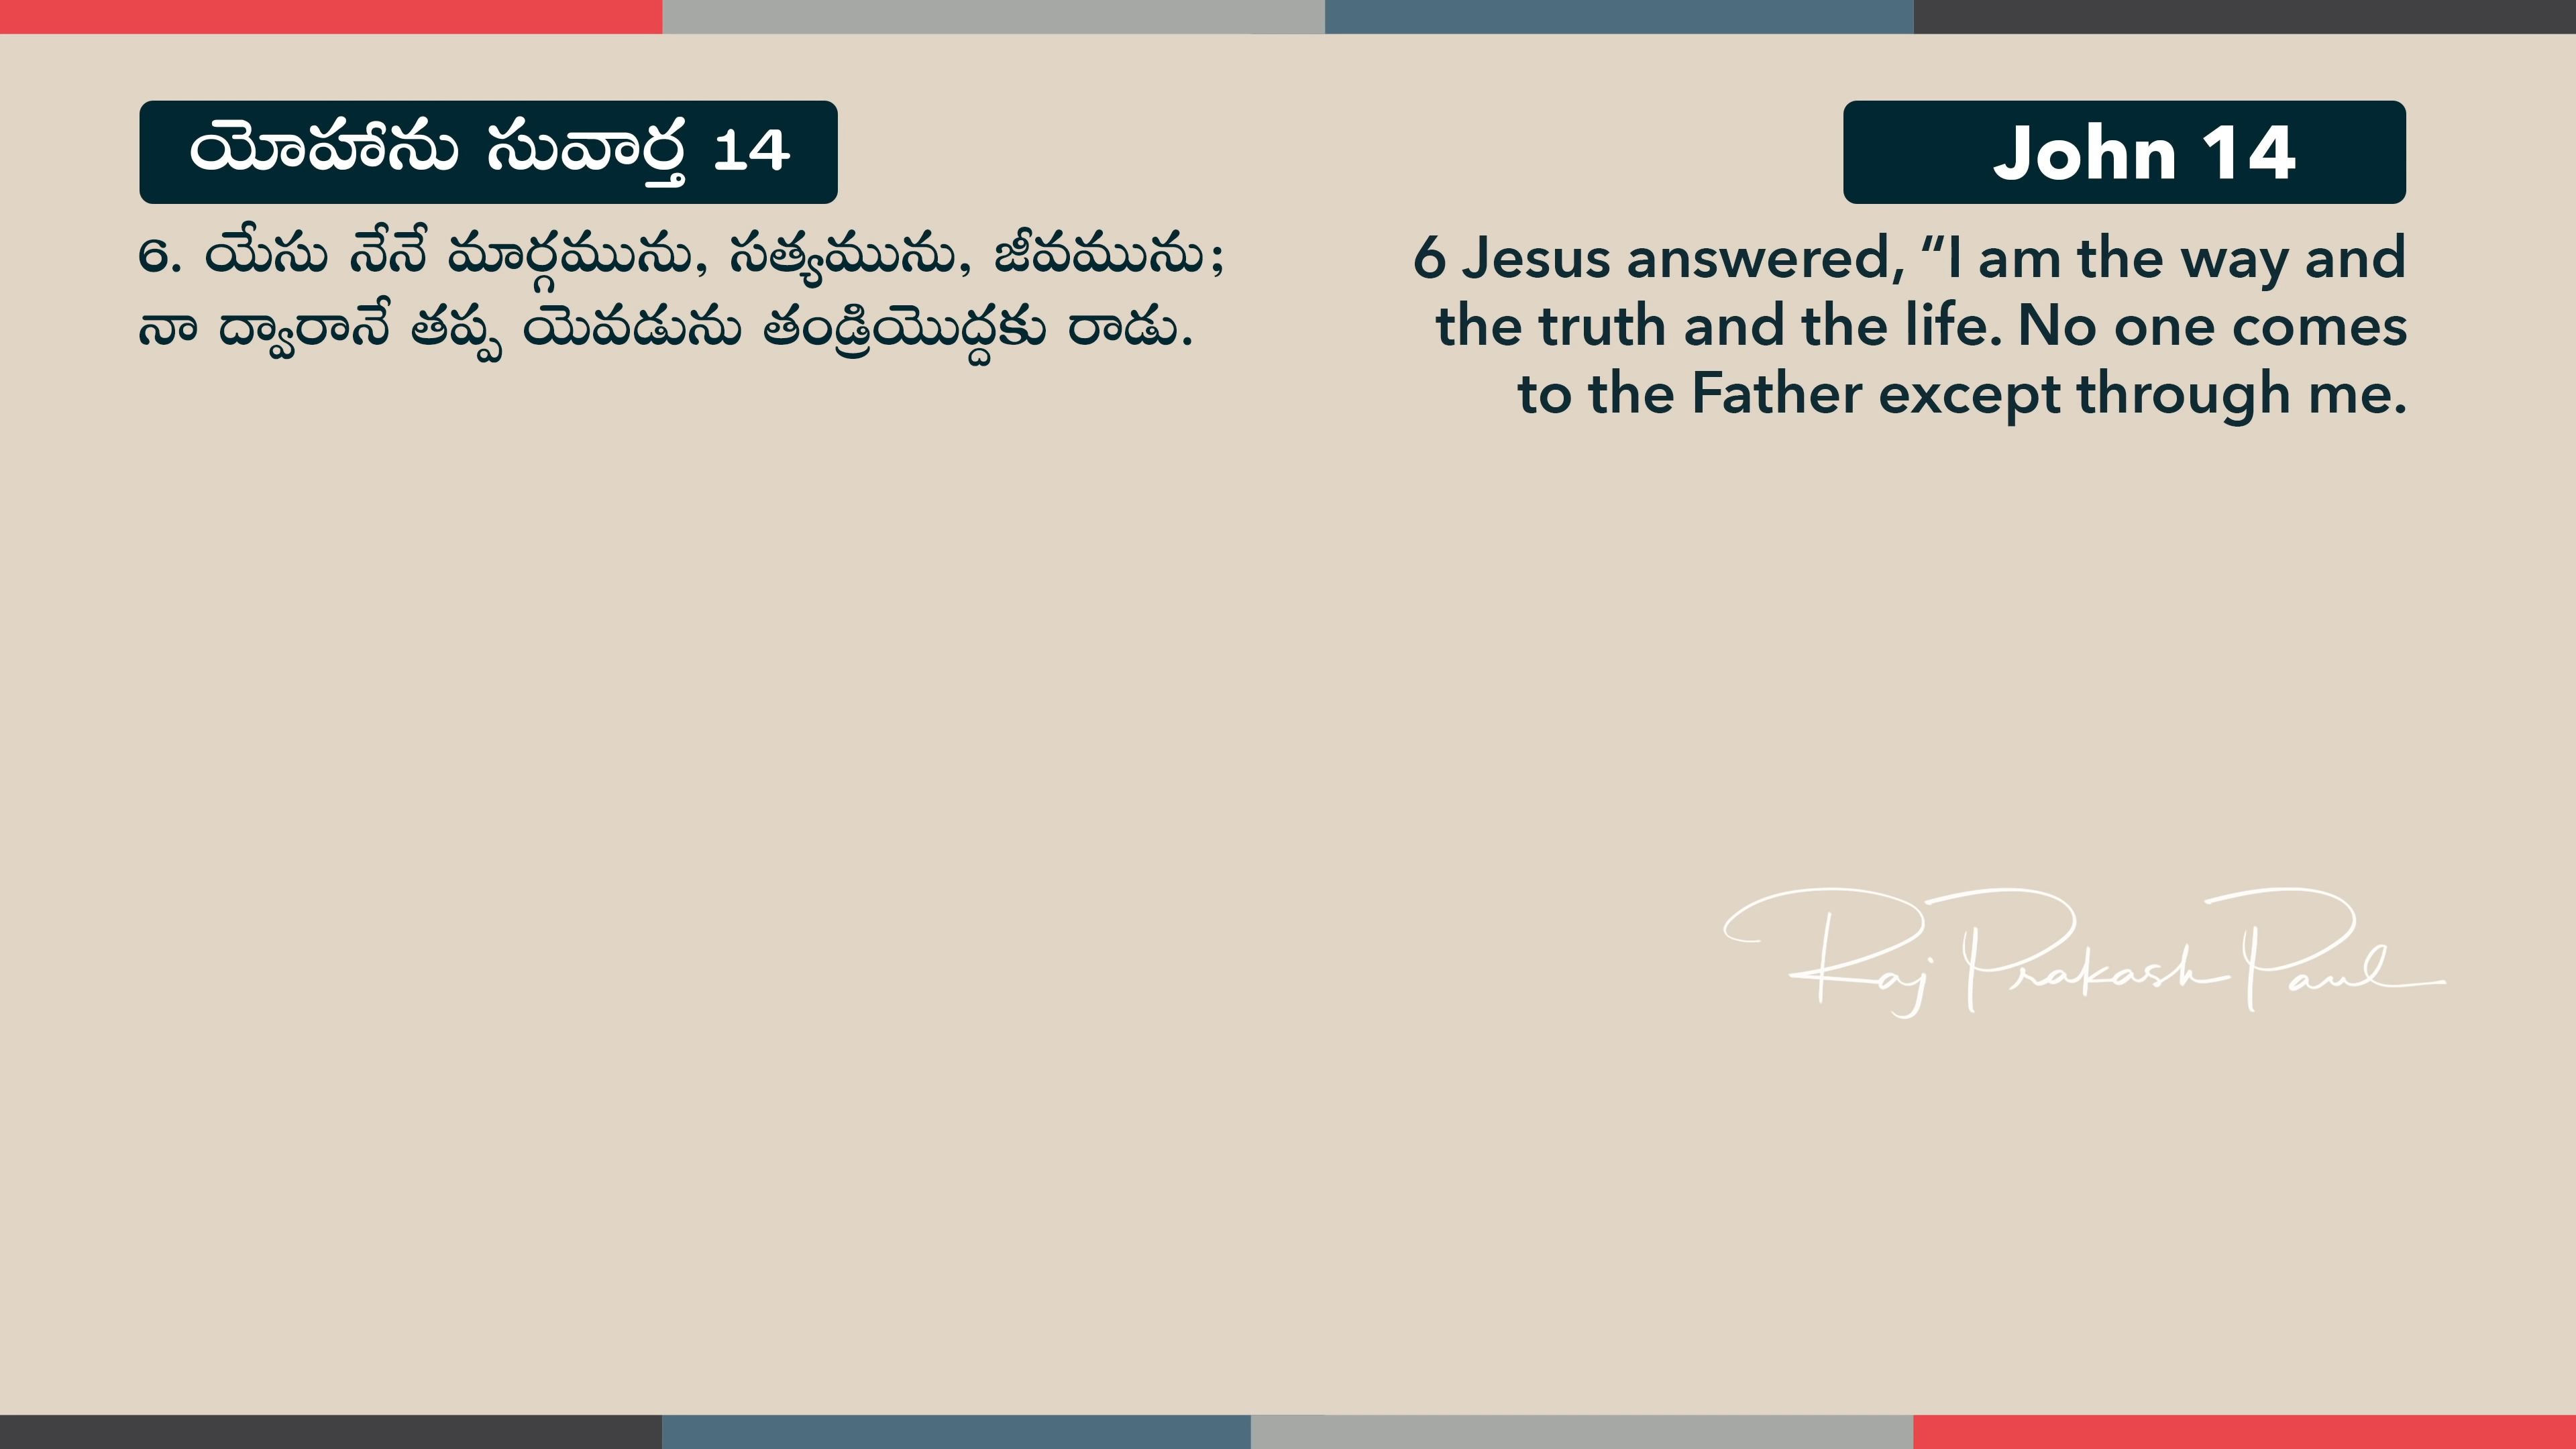 యోహాను సువార్త 14
6. యేసు నేనే మార్గమును, సత్యమును, జీవమును;
నా ద్వారానే తప్ప యెవడును తండ్రియొద్దకు రాడు.
John 14
6 Jesus answered, “I am the way and
the truth and the life. No one comes
to the Father except through me.
Raj Prakash Paul